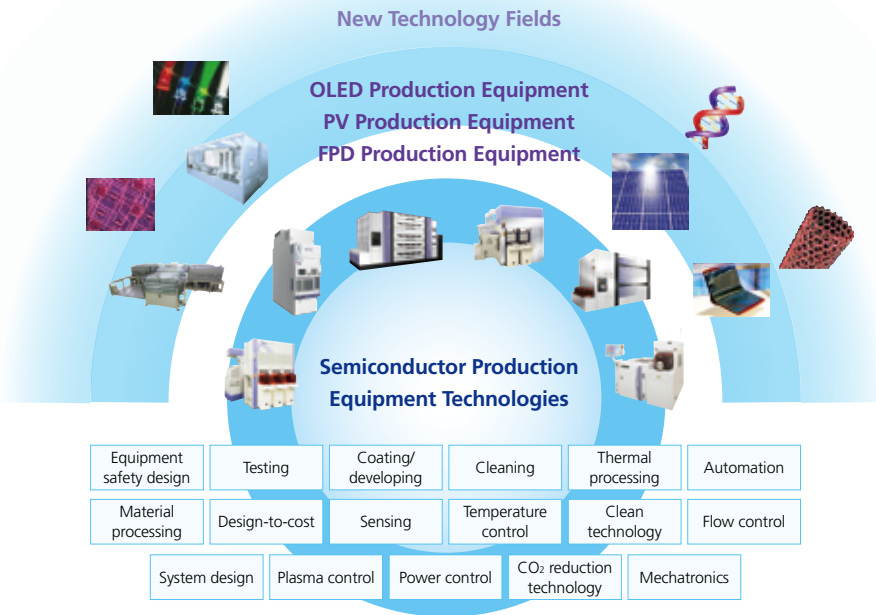 New Technology Fields
OLED Production Equipment
PV Production Equipment
FPD Production Equipment
Semiconductor Production
Equipment Technologies
Equipment
safety design
Testing
Coating/
developing
Cleaning
Thermal
processing
Automation
Material
processing
Design-to-cost
Sensing
Temperature
control
Clean
technology
Flow control
System design
Plasma control
Power control
CO₂ reduction
technology
Mechatronics